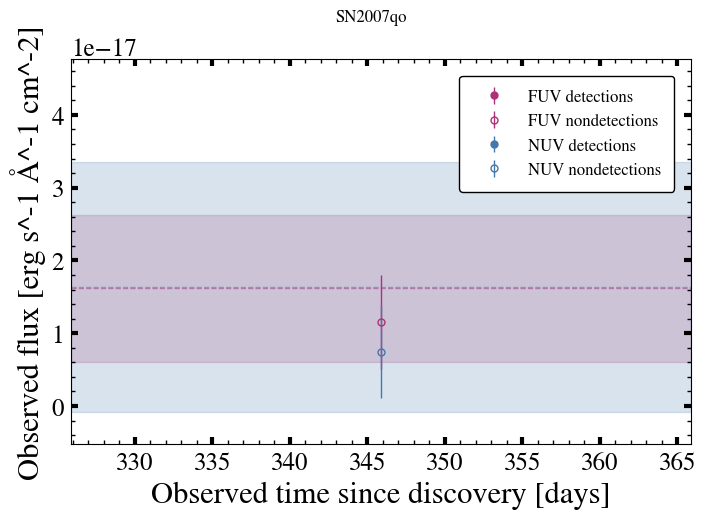 SN2007qo
1e−17
Observed flux [erg s^-1 Å^-1 cm^-2]
4
3
2
1
0
FUV detections
FUV nondetections
NUV detections
NUV nondetections
330 335 340 345 350 355 360 365
Observed time since discovery [days]